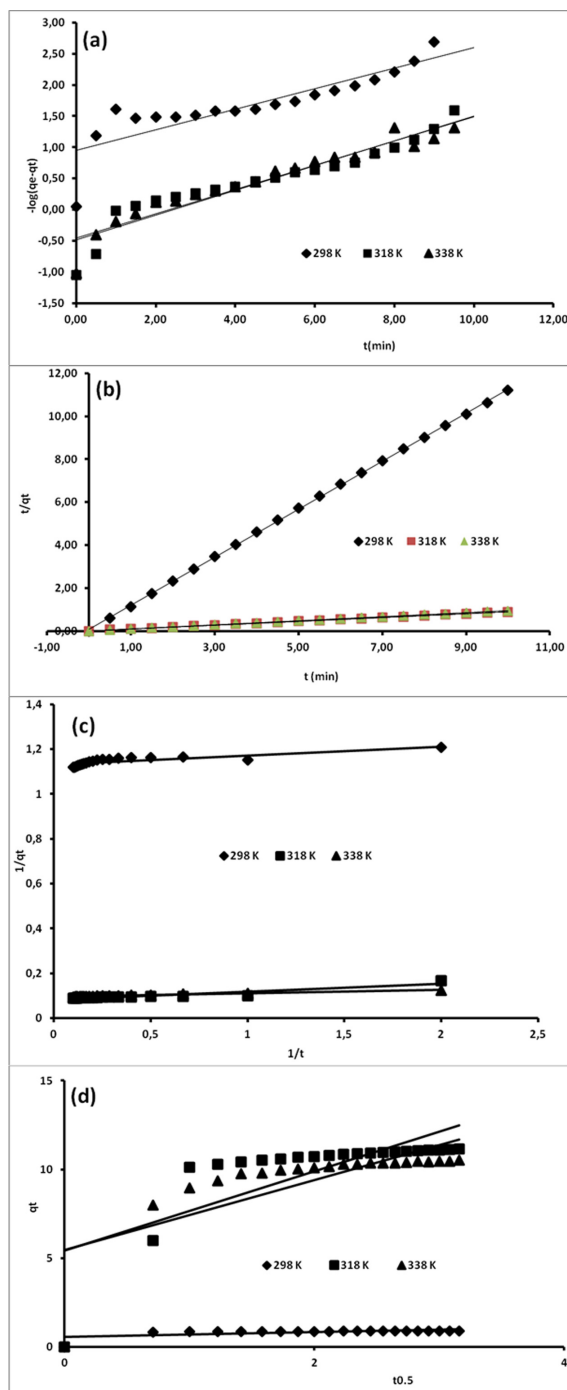 (a)
3,00
2,50
2,00
1,50
1,00
0,50
0,00
-0,50
-1,00
-1,50
-log(qe-qt)
298 K 318 K 338 K
0,00 2,00 4,00 6,00 8,00 10,00 12,00
t(min)
(b)
12,00
10,00
8,00
6,00
4,00
2,00
0,00
t/qt
298 K 318 K 338 K
-1,00 1,00 3,00 5,00 7,00 9,00 11,00
t (min)
(c)
1,4
1,2
1
0,8
0,6
0,4
0,2
0
1/qt
298 K 318 K 338 K
0 0,5 1 1,5 2 2,5
1/t
(d)
15
10
5
0
qt
298 K 318 K 338 K
0 2 4
t0.5